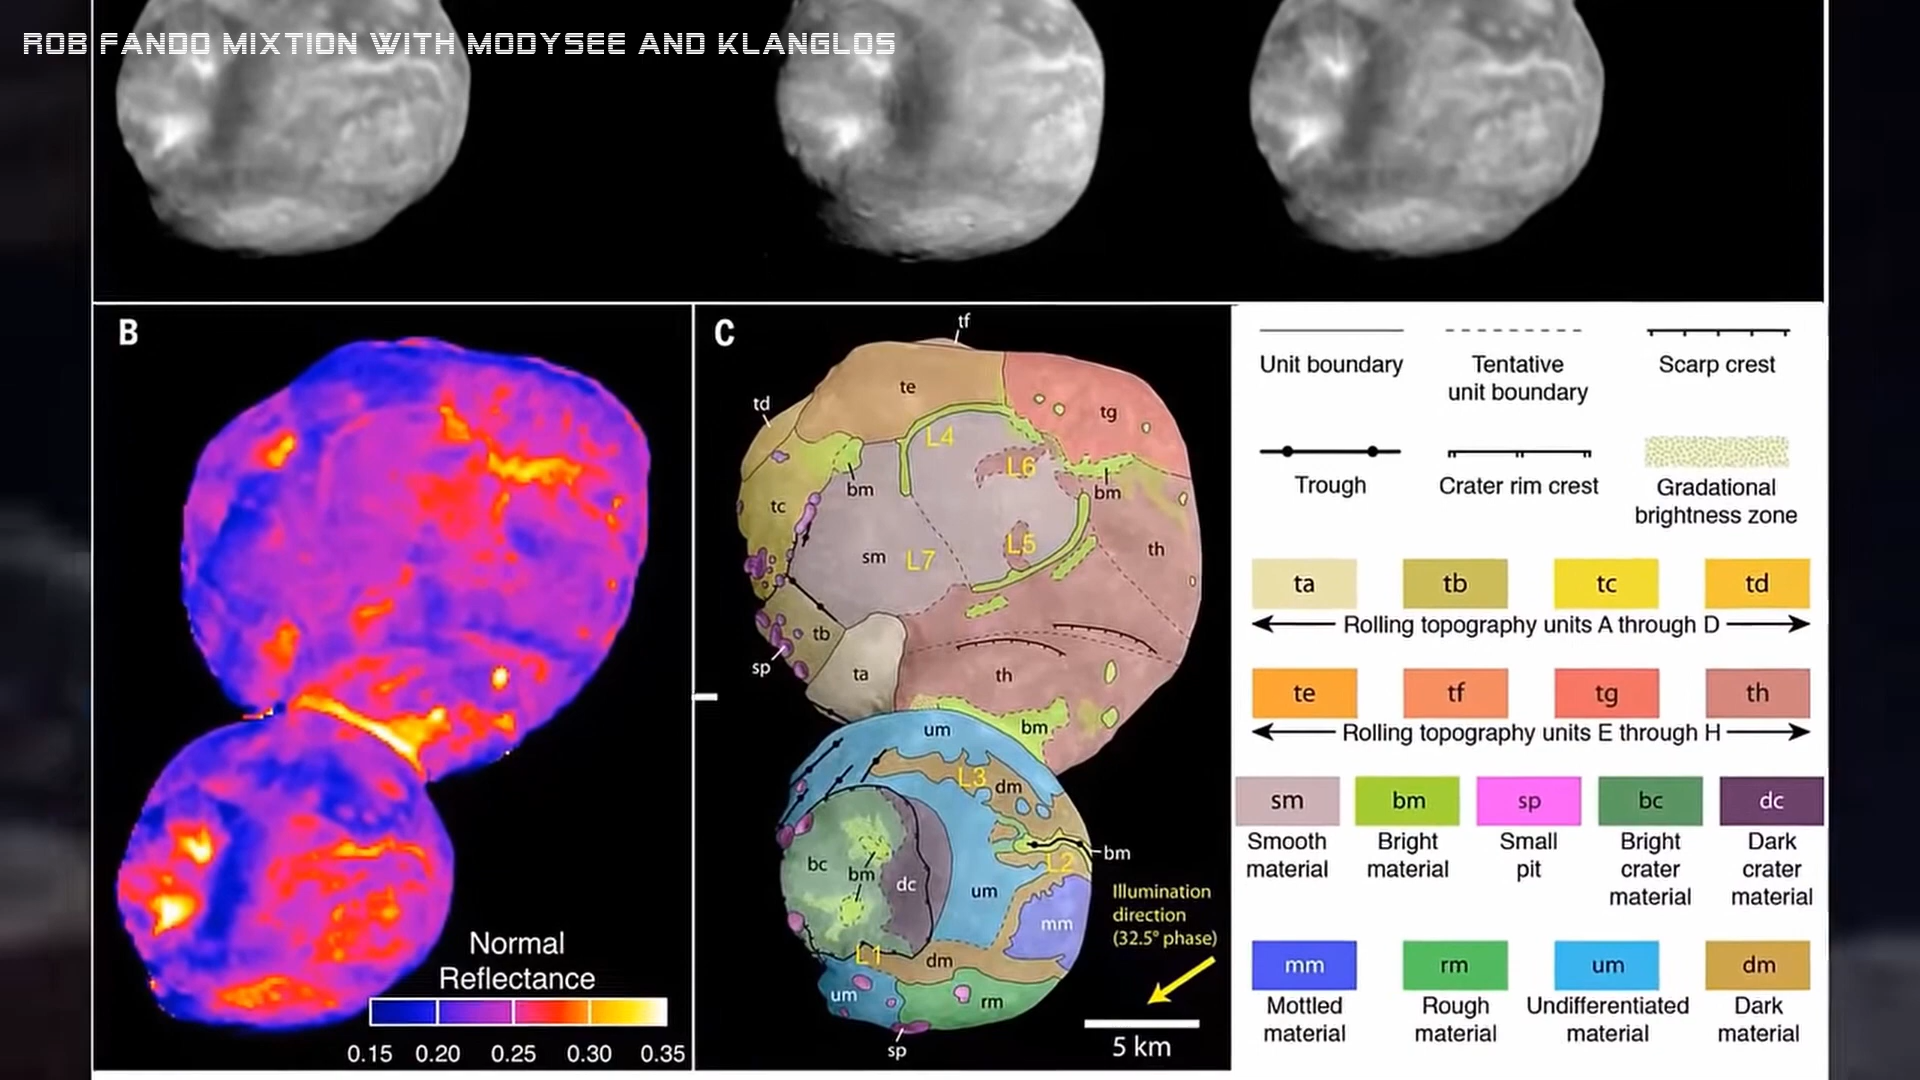 ROB FANDO MIXTION WITH MODYSEE AND KLANGLOS
B
Normal
Reflectance
0.15 0.20 0.25 0.30 0.35
C
tf
te
td
tg
L4
L6
bm
bm
tc
sm
L7
L5
th
tb
sp
ta
th
um
bm
L3
dm
bc
bm
dc
um
L2
bm
mm
L1
dm
um
rm
sp
Illumination
direction
(32.5° phase)
5 km
Unit boundary
Tentative
unit boundary
Scarp crest
Trough
Crater rim crest
Gradational
brightness zone
ta tb tc td
Rolling topography units A through D
te tf tg th
Rolling topography units E through H
sm bm sp bc dc
Smooth
material
Bright
material
Small
pit
Bright
crater
material
Dark
crater
material
mm rm um dm
Mottled
material
Rough
material
Undifferentiated
material
Dark
material